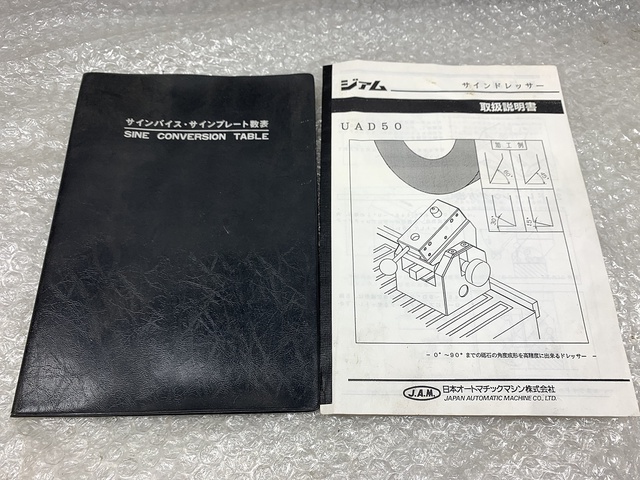 サインバイス・サインプレート数表
SINE CONVERSION TABLE
ジァム
サインドレッサー
取扱説明書
UAD50
加工例
30°
15°
－ 0°～90°までの砥石の角度成形を高精度に出来るドレッサー －
J.A.M. 日本オートマチックマシン株式会社
JAPAN AUTOMATIC MACHINE CO., LTD.